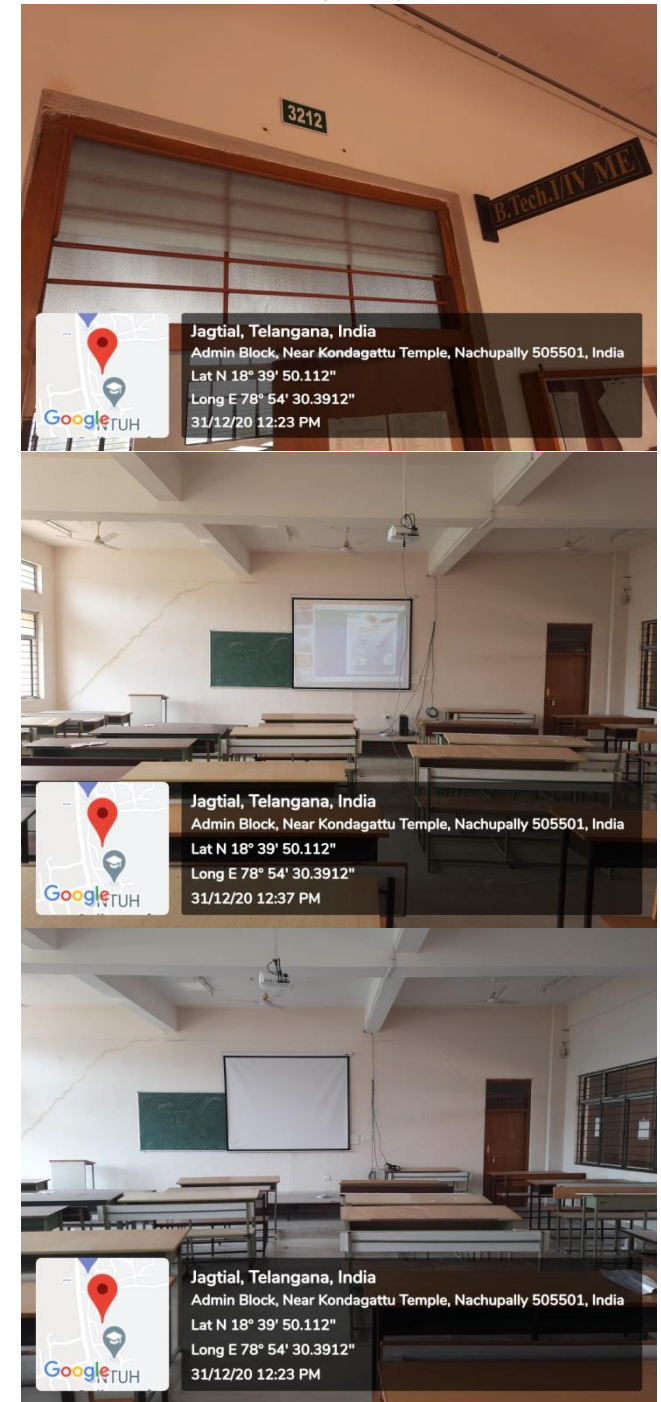 3212
B.Tech.I/IV ME
Jagtial, Telangana, India
Admin Block, Near Kondagattu Temple, Nachupally 505501, India
Lat N 18° 39' 50.112"
Long E 78° 54' 30.3912"
31/12/20 12:23 PM
Google
NTUH
Jagtial, Telangana, India
Admin Block, Near Kondagattu Temple, Nachupally 505501, India
Lat N 18° 39' 50.112"
Long E 78° 54' 30.3912"
31/12/20 12:37 PM
Google
NTUH
Jagtial, Telangana, India
Admin Block, Near Kondagattu Temple, Nachupally 505501, India
Lat N 18° 39' 50.112"
Long E 78° 54' 30.3912"
31/12/20 12:23 PM
Google
NTUH